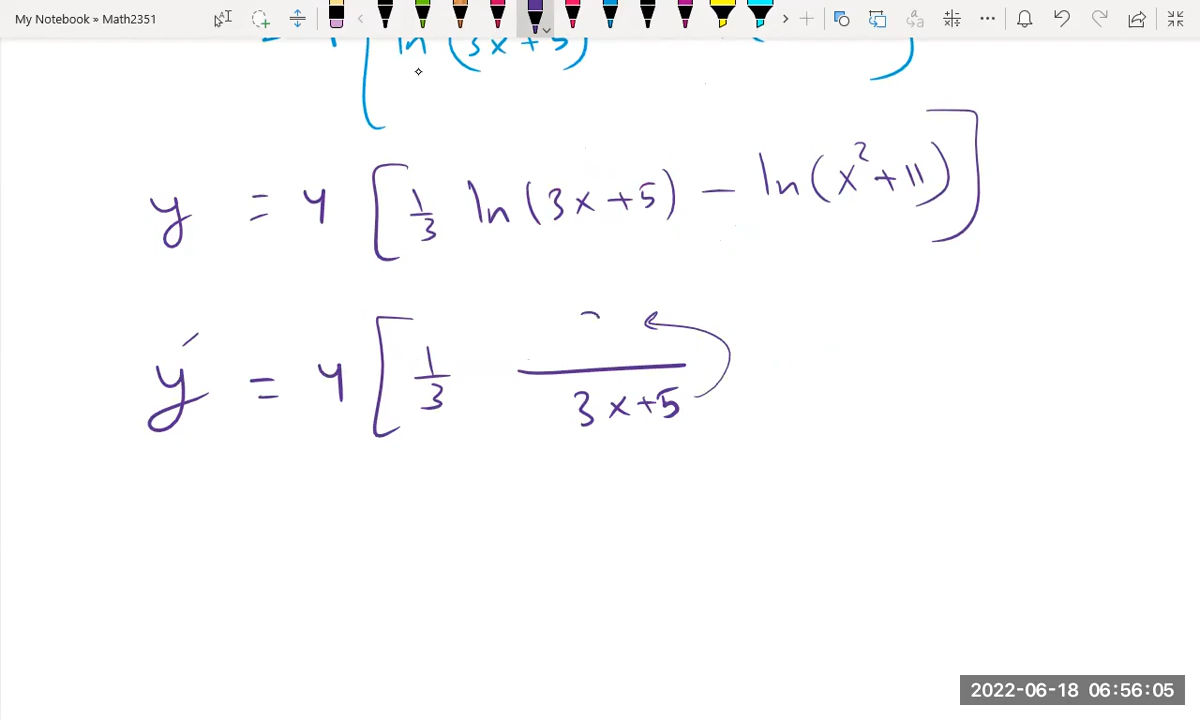 My Notebook » Math2351
ln (3x+5)
y = 4 [ 1/3 ln(3x+5) - ln(x²+11) ]
y' = 4 [ 1/3 3x+5
2022-06-18 06:56:05